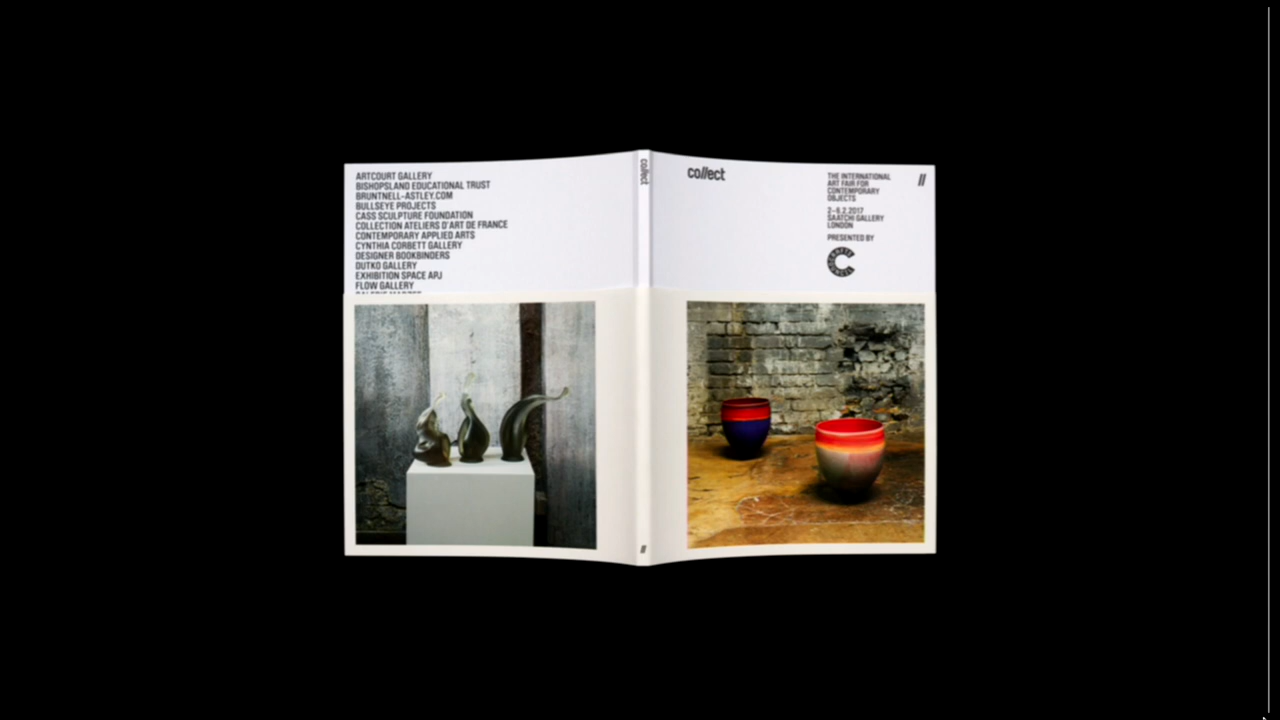 ARTCOURT GALLERY
BISHOPSLAND EDUCATIONAL TRUST
BRUNTNELL-ASTLEY.COM
BULLSEYE PROJECTS
CASS SCULPTURE FOUNDATION
COLLECTION ATELIERS D'ART DE FRANCE
CONTEMPORARY APPLIED ARTS
CYNTHIA CORBETT GALLERY
DESIGNER BOOKBINDERS
DUTKO GALLERY
EXHIBITION SPACE APJ
FLOW GALLERY
collect
//
collect
THE INTERNATIONAL
ART FAIR FOR
CONTEMPORARY
OBJECTS
2–6.2.2017
SAATCHI GALLERY
LONDON
PRESENTED BY
//